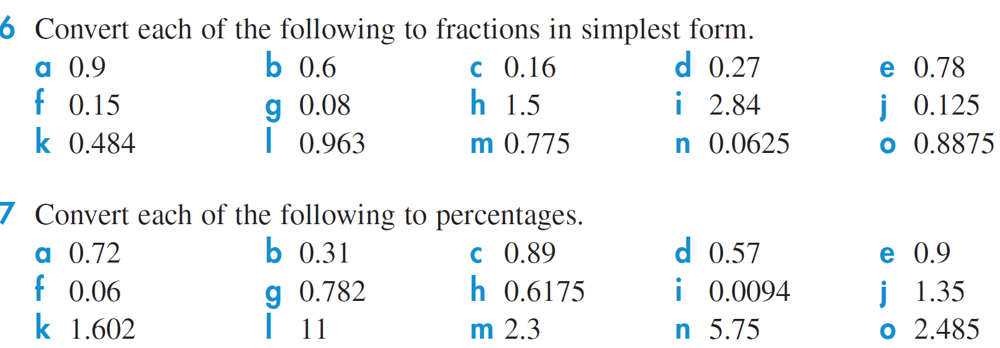 6 Convert each of the following to fractions in simplest form.
a 0.9 b 0.6 c 0.16 d 0.27 e 0.78
f 0.15 g 0.08 h 1.5 i 2.84 j 0.125
k 0.484 l 0.963 m 0.775 n 0.0625 o 0.8875
7 Convert each of the following to percentages.
a 0.72 b 0.31 c 0.89 d 0.57 e 0.9
f 0.06 g 0.782 h 0.6175 i 0.0094 j 1.35
k 1.602 l 11 m 2.3 n 5.75 o 2.485